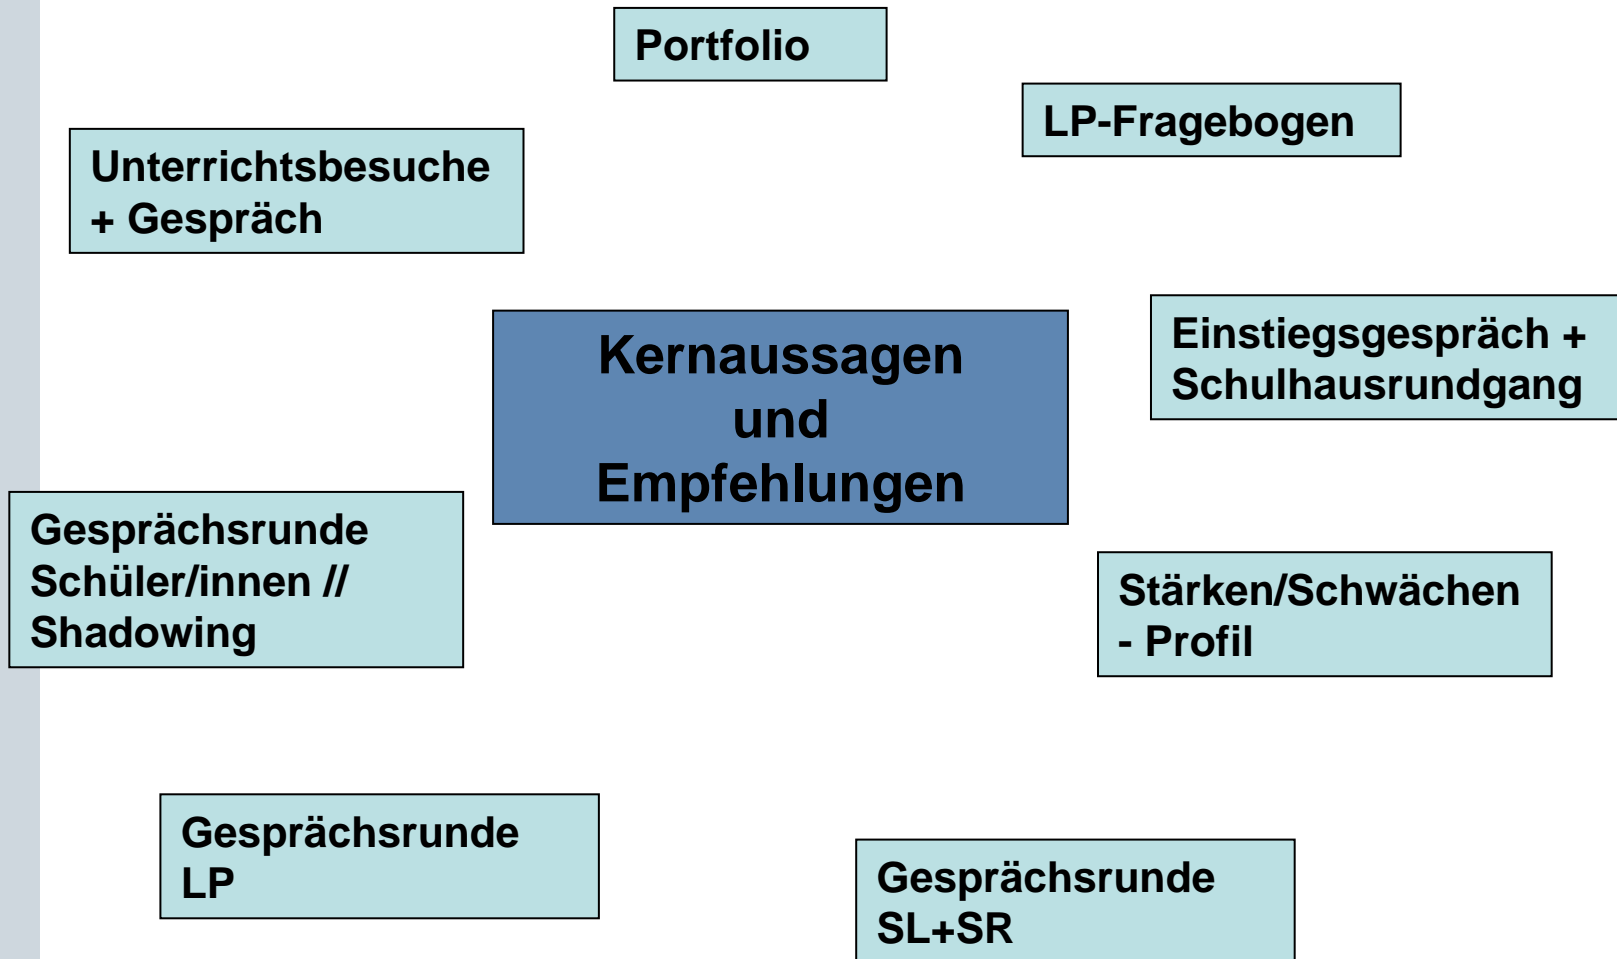 Portfolio
LP-Fragebogen
Unterrichtsbesuche
+ Gespräch
Einstiegsgespräch +
Schulhausrundgang
Kernaussagen
und
Empfehlungen
Gesprächsrunde
Schüler/innen //
Shadowing
Stärken/Schwächen
- Profil
Gesprächsrunde
LP
Gesprächsrunde
SL+SR